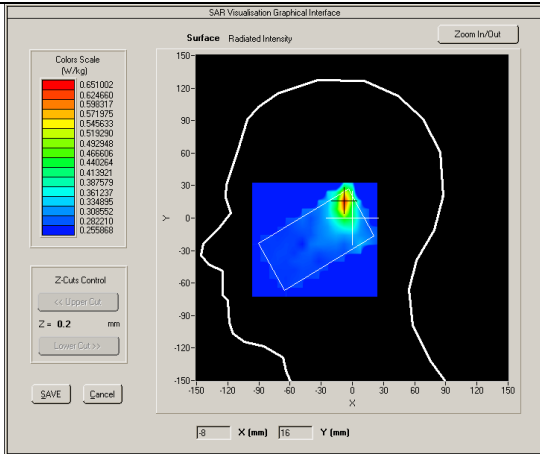 SAR Visualisation Graphical Interface
Surface Radiated Intensity
Zoom In/Out
Colors Scale
(W/kg)
0.651002
0.624660
0.598317
0.571975
0.545633
0.519290
0.492948
0.466606
0.440264
0.413921
0.387579
0.361237
0.334895
0.308552
0.282210
0.255868
Z-Cuts Control
<< Upper Cut
Z = 0.2 mm
Lower Cut >>
SAVE Cancel
150
120
90
60
30
0
-30
-60
-90
-120
-150
Y
-150 -120 -90 -60 -30 0 30 60 90 120 150
X
-8 X (mm) 16 Y (mm)